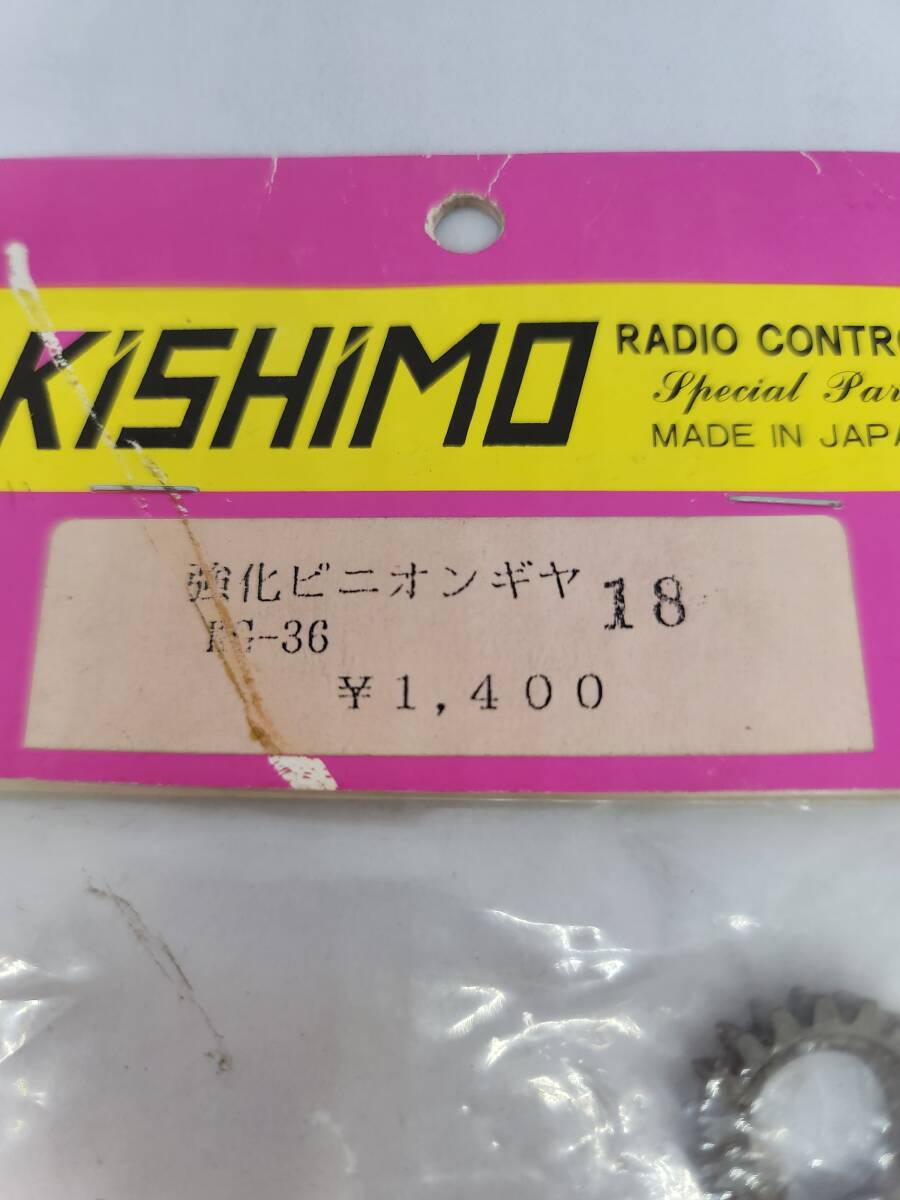 KISHIMO
RADIO CONTRO
Special Par
MADE IN JAPA
強化ピニオンギヤ 18
-36
¥1,400